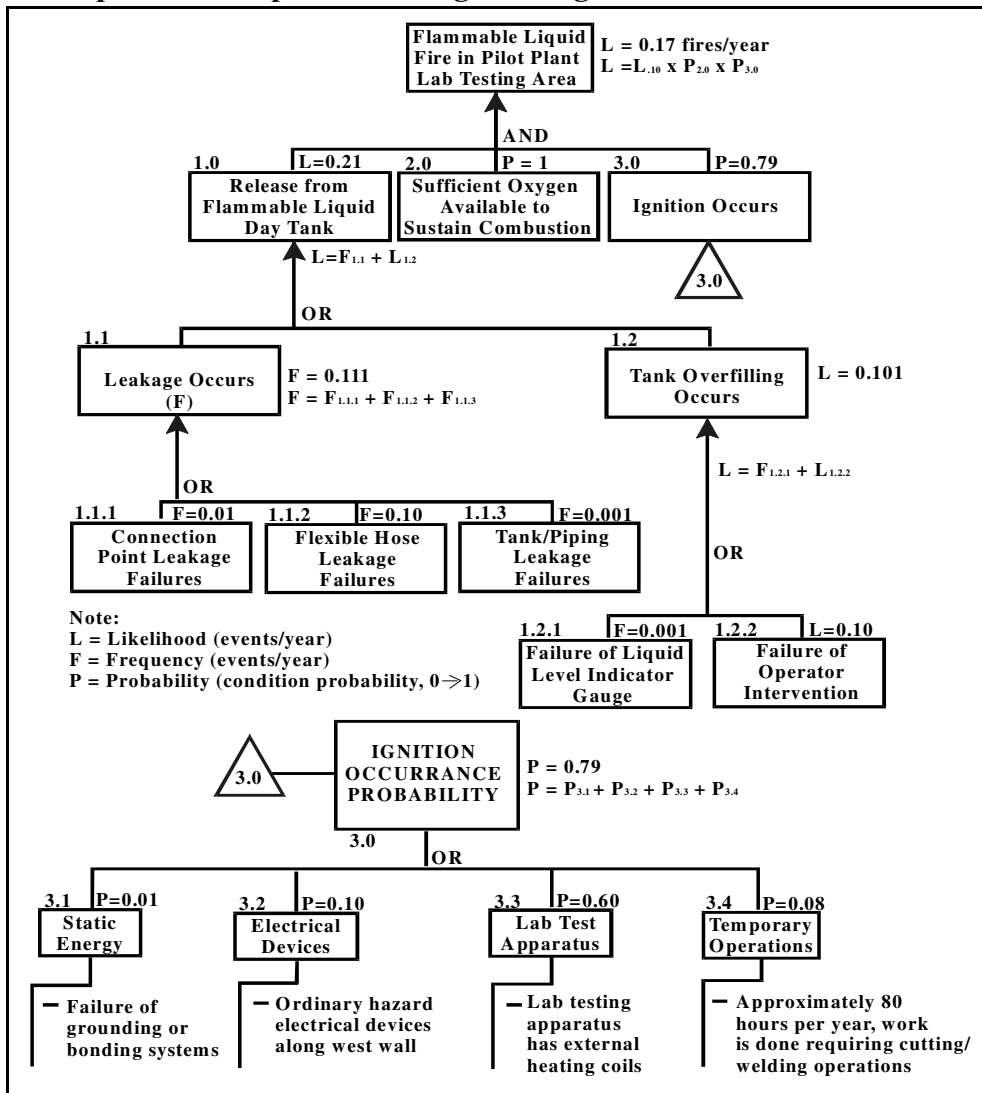 Flammable Liquid
Fire in Pilot Plant
Lab Testing Area
L = 0.17 fires/year
L =L.10 x P2.0 x P3.0
AND
1.0
L=0.21
Release from
Flammable Liquid
Day Tank
2.0
P = 1
Sufficient Oxygen
Available to
Sustain Combustion
3.0
P=0.79
Ignition Occurs
3.0
L=F1.1 + L1.2
OR
1.1
Leakage Occurs
(F)
F = 0.111
F = F1.1.1 + F1.1.2 + F1.1.3
1.2
Tank Overfilling
Occurs
L = 0.101
L = F1.2.1 + L1.2.2
OR
1.1.1
F=0.01
Connection
Point Leakage
Failures
1.1.2
F=0.10
Flexible Hose
Leakage
Failures
1.1.3
F=0.001
Tank/Piping
Leakage
Failures
OR
Note:
L = Likelihood (events/year)
F = Frequency (events/year)
P = Probability (condition probability, 0→1)
1.2.1
F=0.001
Failure of Liquid
Level Indicator
Gauge
1.2.2
L=0.10
Failure of
Operator
Intervention
3.0
IGNITION
OCCURRANCE
PROBABILITY
3.0
P = 0.79
P = P3.1 + P3.2 + P3.3 + P3.4
OR
3.1
P=0.01
Static
Energy
– Failure of
grounding or
bonding systems
3.2
P=0.10
Electrical
Devices
– Ordinary hazard
electrical devices
along west wall
3.3
P=0.60
Lab Test
Apparatus
– Lab testing
apparatus
has external
heating coils
3.4
P=0.08
Temporary
Operations
– Approximately 80
hours per year, work
is done requiring cutting/
welding operations